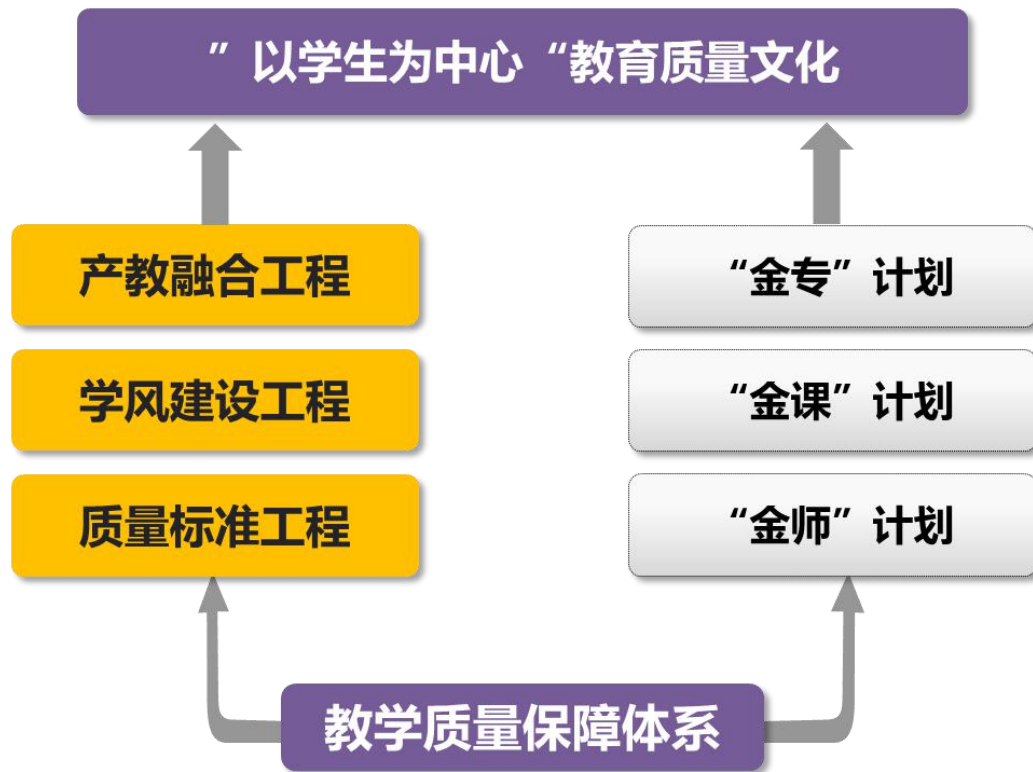 ”以学生为中心“教育质量文化
产教融合工程
学风建设工程
质量标准工程
“金专”计划
“金课”计划
“金师”计划
教学质量保障体系